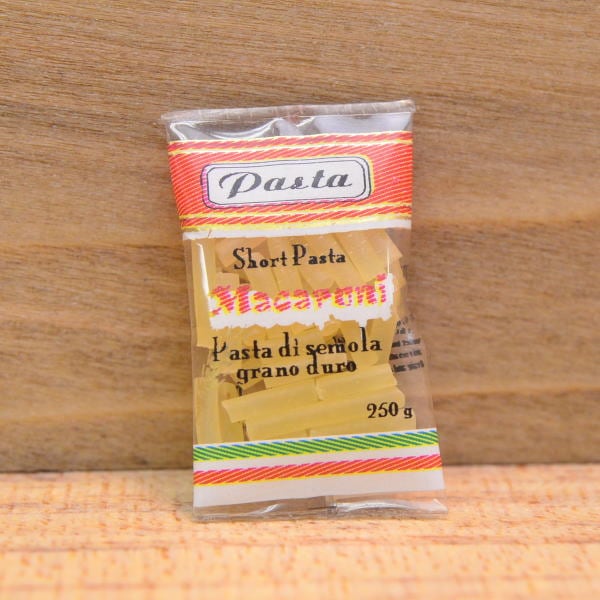 Pasta
Short Pasta
Macaroni
Pasta di semola
grano duro
250 g